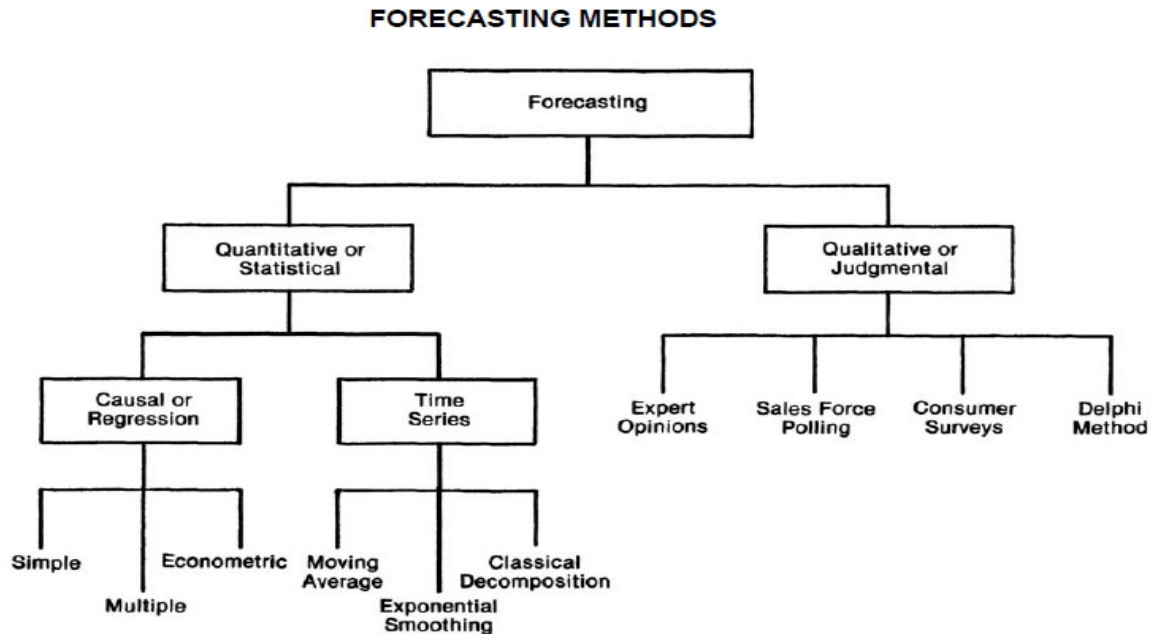 FORECASTING METHODS
Forecasting
Quantitative or
Statistical
Qualitative or
Judgmental
Causal or
Regression
Time
Series
Expert
Opinions
Sales Force
Polling
Consumer
Surveys
Delphi
Method
Simple
Multiple
Econometric
Moving
Average
Exponential
Smoothing
Classical
Decomposition